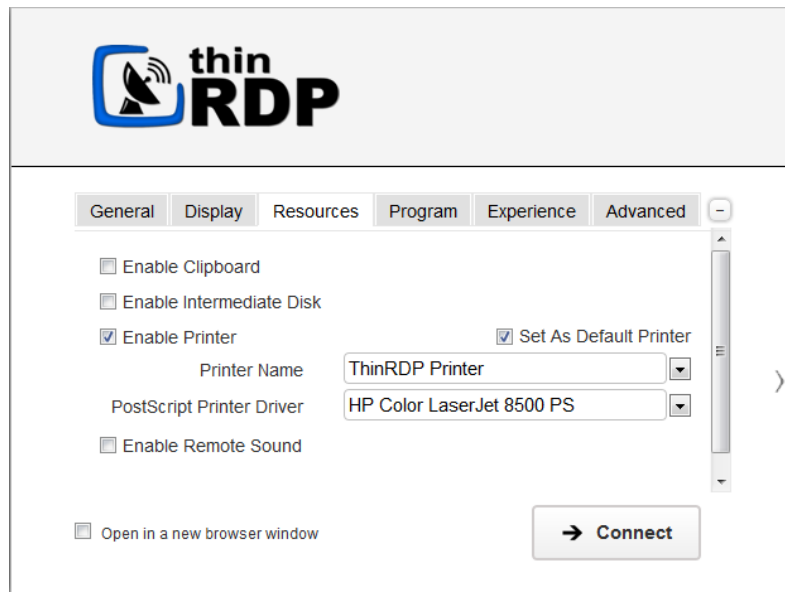 thin
RDP
General Display Resources Program Experience Advanced −
Enable Clipboard
Enable Intermediate Disk
Enable Printer Set As Default Printer
Printer Name ThinRDP Printer
PostScript Printer Driver HP Color LaserJet 8500 PS
Enable Remote Sound
Open in a new browser window Connect